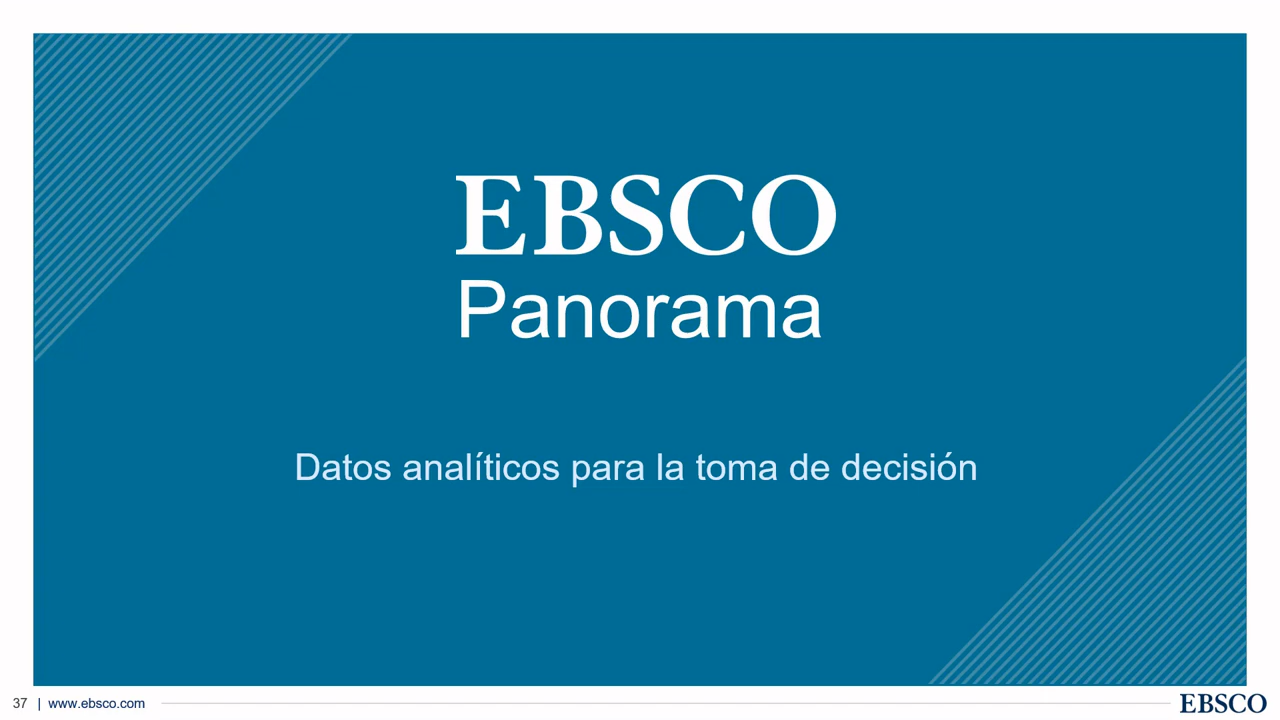 EBSCO
Panorama
Datos analíticos para la toma de decisión
37 | www.ebsco.com
EBSCO